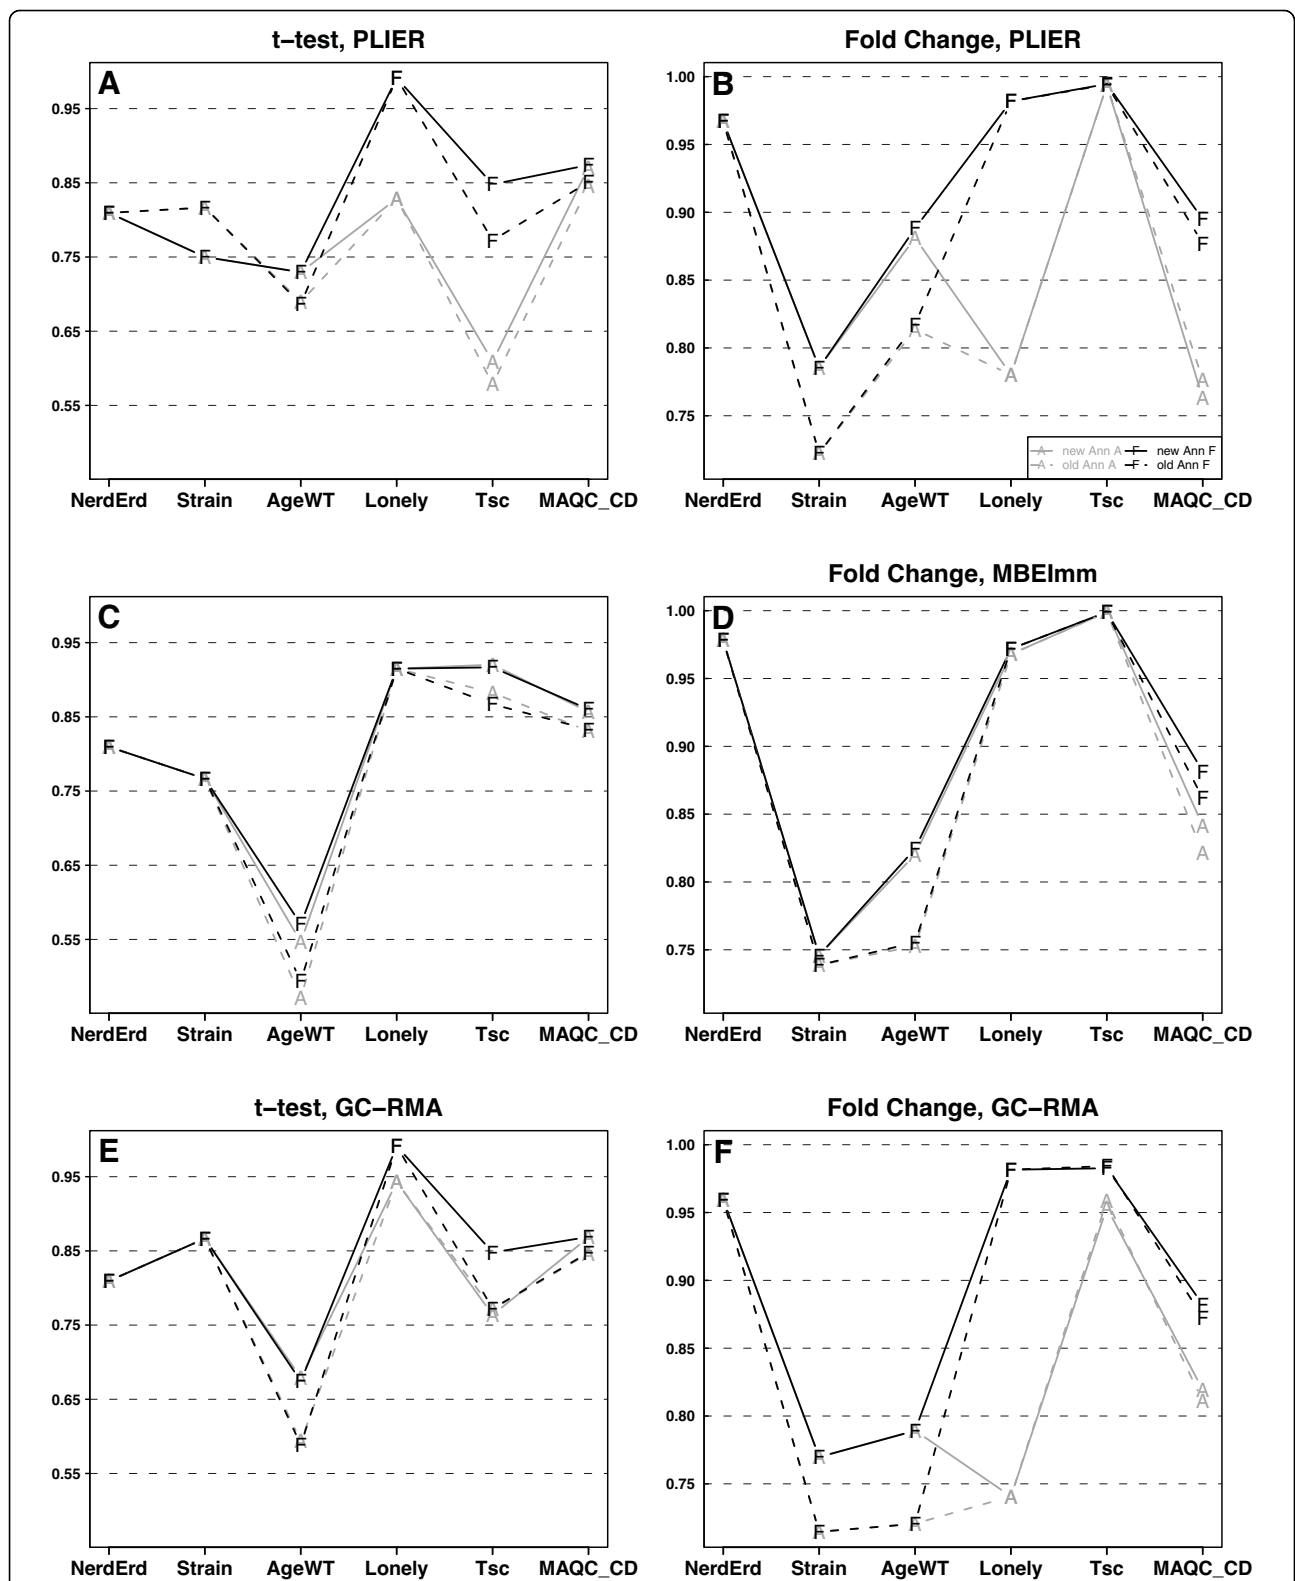 t–test, PLIER
A
0.95
0.85
0.75
0.65
0.55
F F F F F F
F F F F
A A A A
NerdErd Strain AgeWT Lonely Tsc MAQC_CD
Fold Change, PLIER
B
1.00
0.95
0.90
0.85
0.80
0.75
A new Ann A F new Ann F
A old Ann A F old Ann F
NerdErd Strain AgeWT Lonely Tsc MAQC_CD
C
0.95
0.85
0.75
0.65
0.55
NerdErd Strain AgeWT Lonely Tsc MAQC_CD
Fold Change, MBEImm
D
1.00
0.95
0.90
0.85
0.80
0.75
NerdErd Strain AgeWT Lonely Tsc MAQC_CD
t–test, GC–RMA
E
0.95
0.85
0.75
0.65
0.55
NerdErd Strain AgeWT Lonely Tsc MAQC_CD
Fold Change, GC–RMA
F
1.00
0.95
0.90
0.85
0.80
0.75
NerdErd Strain AgeWT Lonely Tsc MAQC_CD